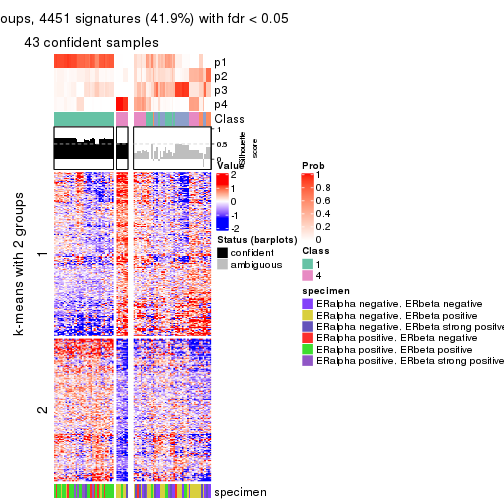 oups, 4451 signatures (41.9%) with fdr < 0.05
43 confident samples
p1
p2
p3
p4
Class
1
0.5
0
Silhouette
score
k-means with 2 groups
1
2
Value
2
1
0
-1
-2
Status (barplots)
confident
ambiguous
Prob
1
0.8
0.6
0.4
0.2
0
Class
1
4
specimen
ERalpha negative. ERbeta negative
ERalpha negative. ERbeta positive
ERalpha negative. ERbeta strong positive
ERalpha positive. ERbeta negative
ERalpha positive. ERbeta positive
ERalpha positive. ERbeta strong positive
specimen